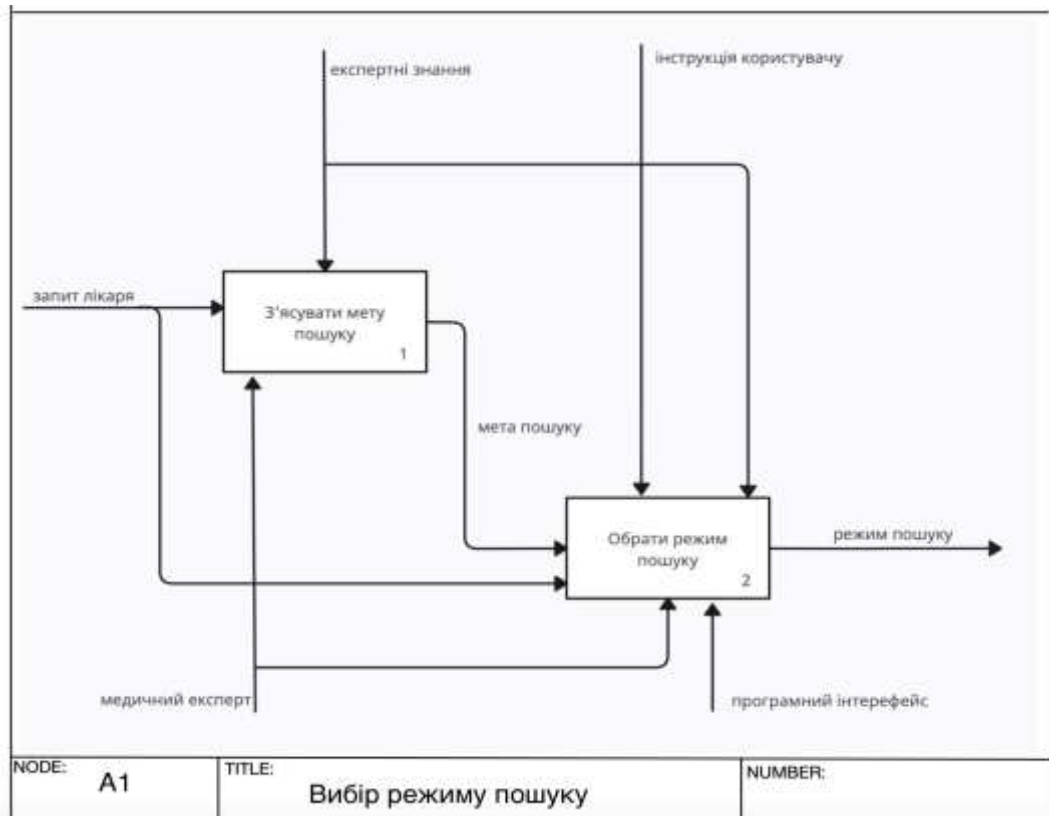 експертні знання
інструкція користувачу
запит лікаря
З'ясувати мету
пошуку
1
мета пошуку
Обрати режим
пошуку
2
режим пошуку
медичний експерт
програмний інтерефейс
NODE:
A1
TITLE:
Вибір режиму пошуку
NUMBER: